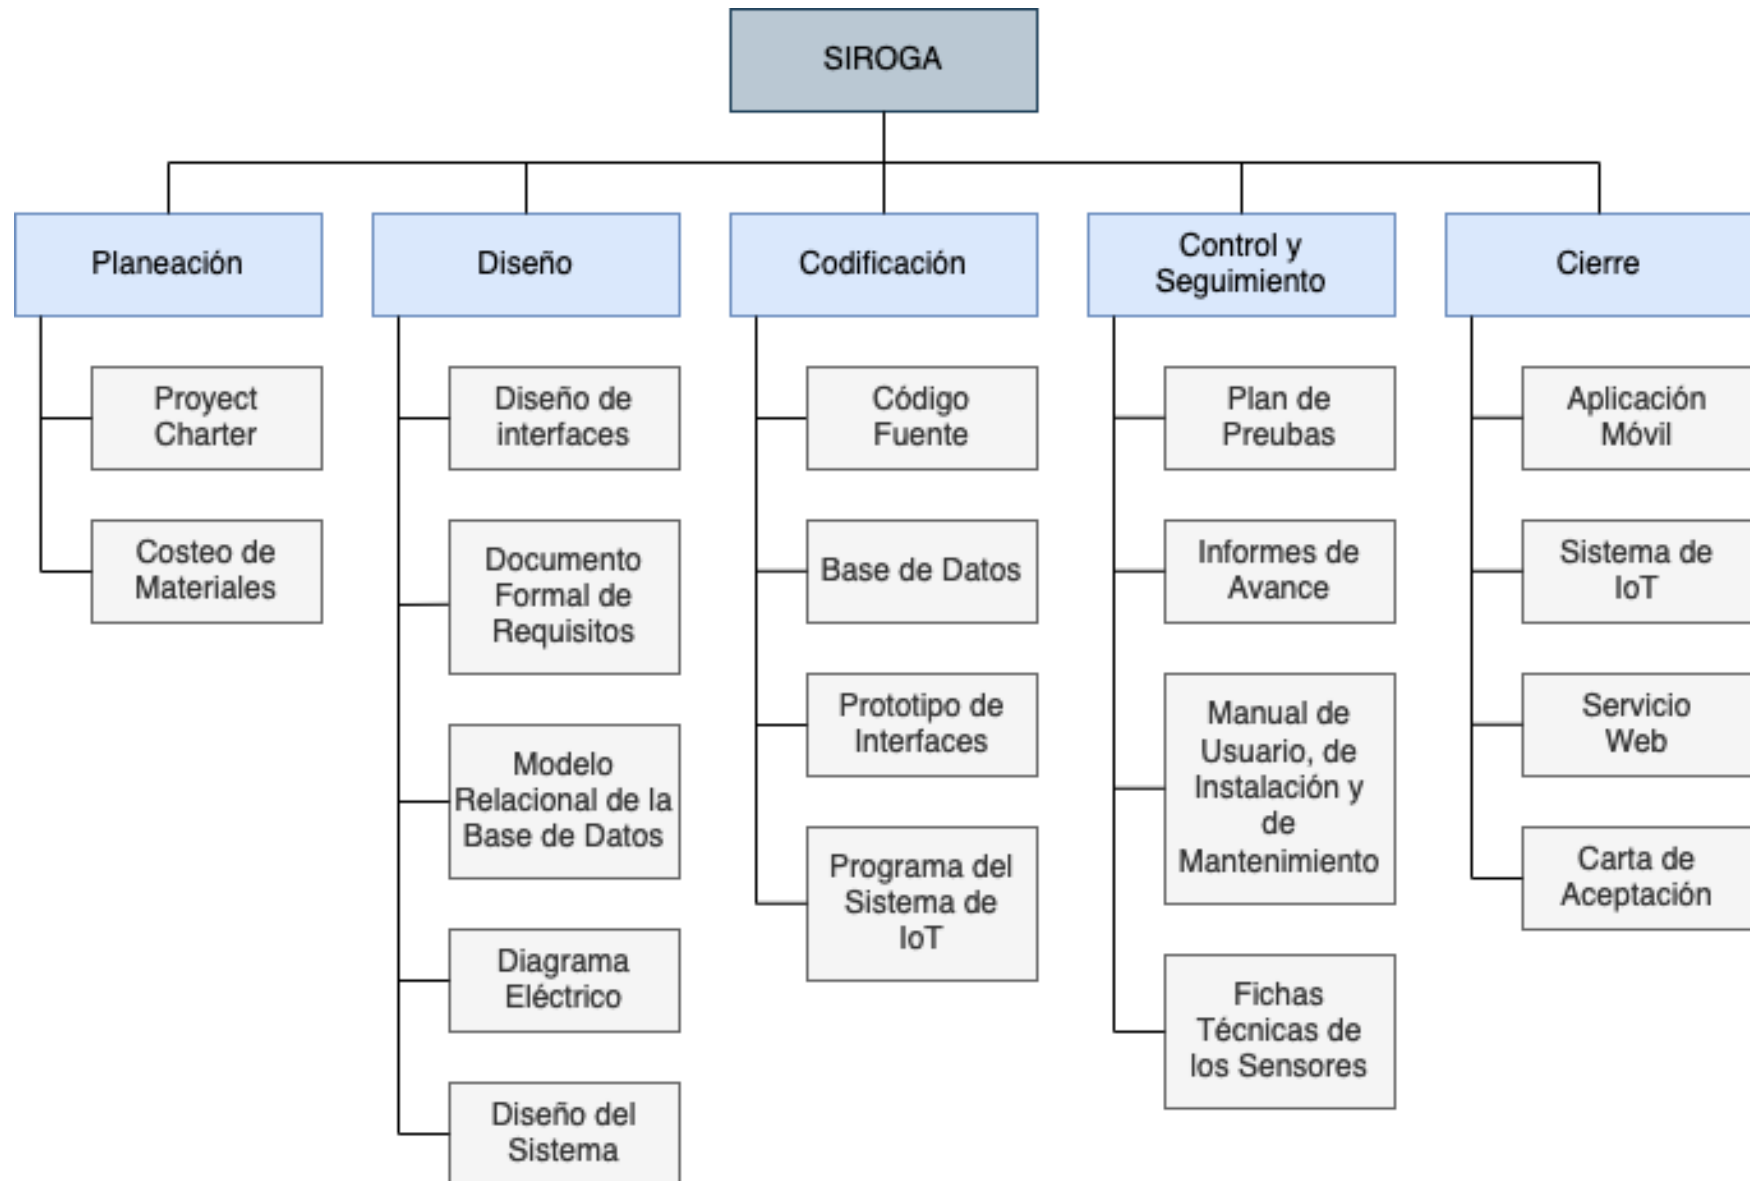 SIROGA
Planeación
Diseño
Codificación
Control y
Seguimiento
Cierre
Proyect
Charter
Costeo de
Materiales
Diseño de
interfaces
Documento
Formal de
Requisitos
Modelo
Relacional de la
Base de Datos
Diagrama
Eléctrico
Diseño del
Sistema
Código
Fuente
Base de Datos
Prototipo de
Interfaces
Programa del
Sistema de
IoT
Plan de
Preubas
Informes de
Avance
Manual de
Usuario, de
Instalación y
de
Mantenimiento
Fichas
Técnicas de
los Sensores
Aplicación
Móvil
Sistema de
IoT
Servicio
Web
Carta de
Aceptación